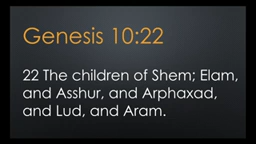 Genesis 10:22
22 The children of Shem; Elam,
and Asshur, and Arphaxad,
and Lud, and Aram.